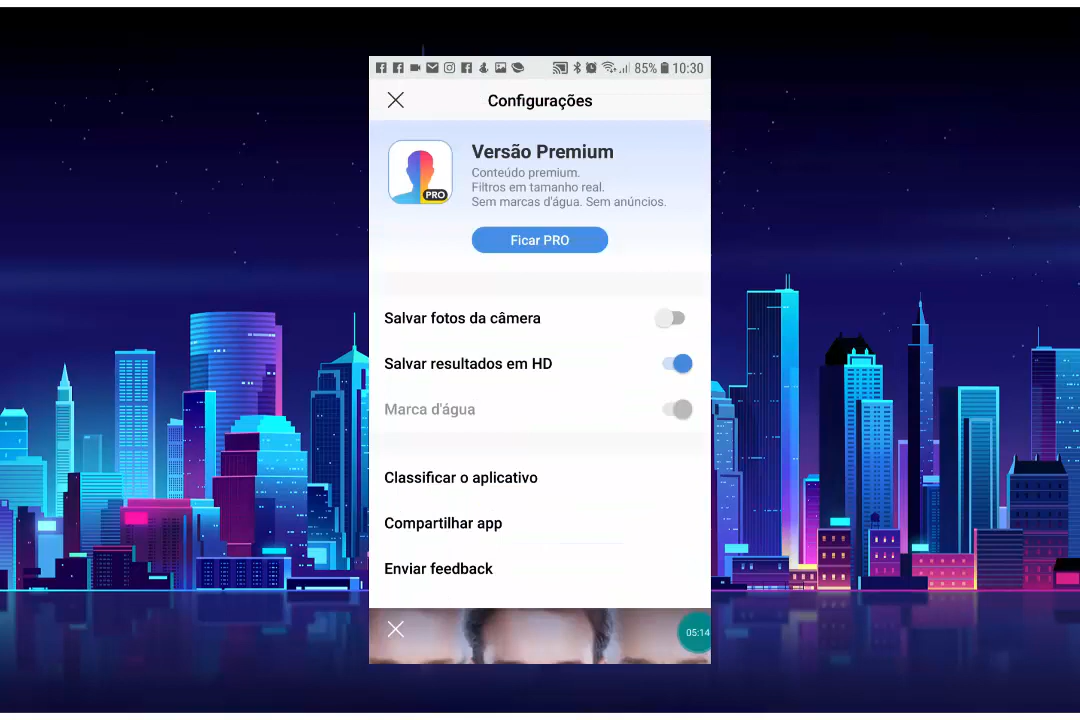 85% 10:30
Configurações
Versão Premium
Conteúdo premium.
Filtros em tamanho real.
Sem marcas d'água. Sem anúncios.
PRO
Ficar PRO
Salvar fotos da câmera
Salvar resultados em HD
Marca d'água
Classificar o aplicativo
Compartilhar app
Enviar feedback
05:14